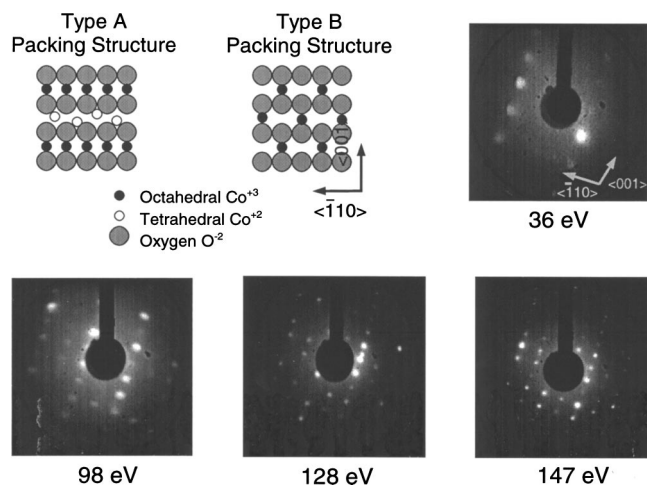 Type A
Packing Structure
Type B
Packing Structure
<001>
<1̄10>
Octahedral Co+3
Tetrahedral Co+2
Oxygen O-2
<1̄10>
<001>
36 eV
98 eV
128 eV
147 eV